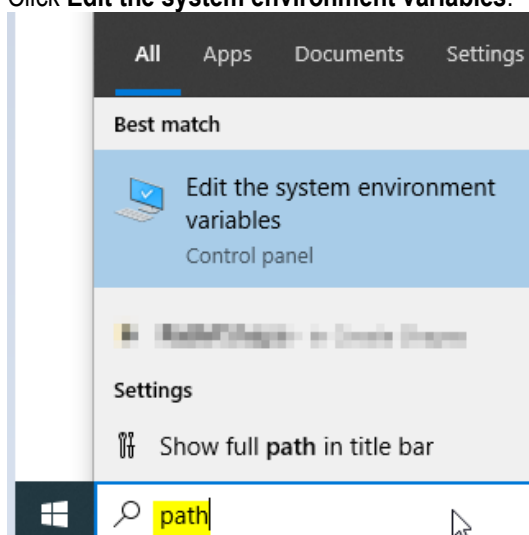 Click Edit the system environment variables.
All Apps Documents Settings
Best match
Edit the system environment
variables
Control panel
Settings
Show full path in title bar
path